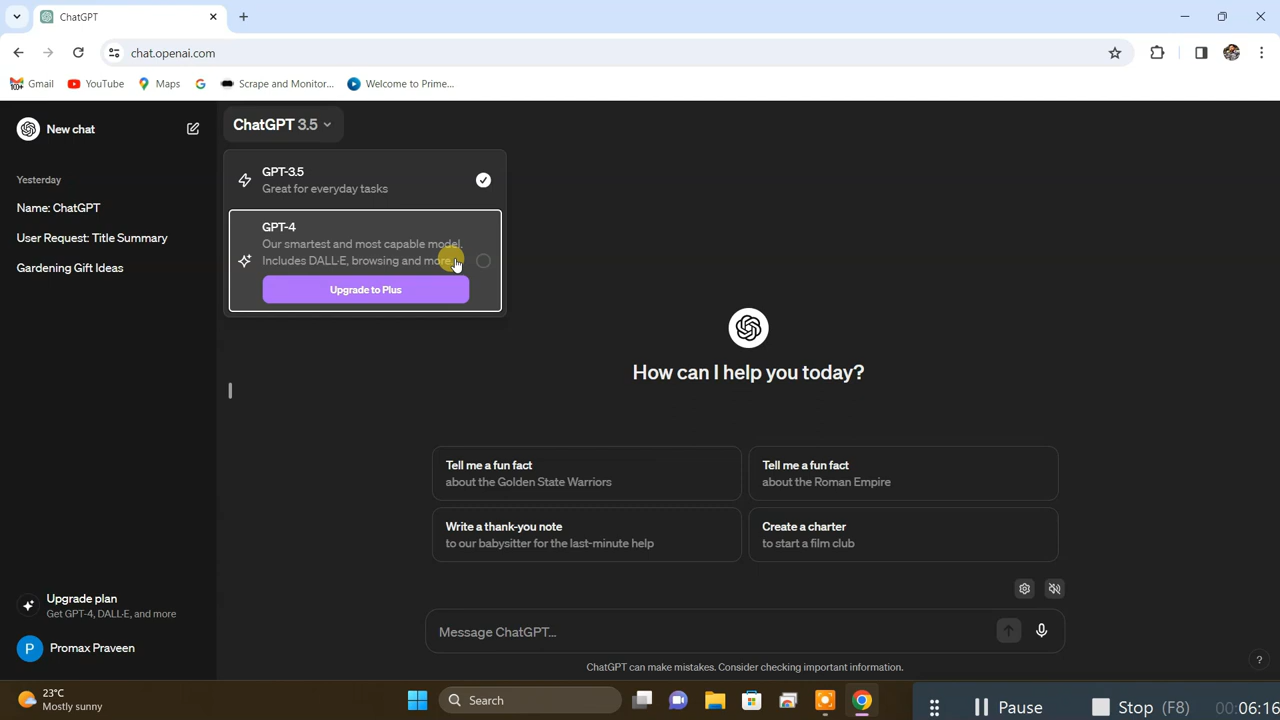 ChatGPT
chat.openai.com
Gmail
YouTube
Maps
Scrape and Monitor...
Welcome to Prime...
New chat
ChatGPT 3.5
Yesterday
Name: ChatGPT
User Request: Title Summary
Gardening Gift Ideas
GPT-3.5
Great for everyday tasks
GPT-4
Our smartest and most capable model.
Includes DALL·E, browsing and more.
Upgrade to Plus
How can I help you today?
Tell me a fun fact
about the Golden State Warriors
Tell me a fun fact
about the Roman Empire
Write a thank-you note
to our babysitter for the last-minute help
Create a charter
to start a film club
Upgrade plan
Get GPT-4, DALL·E, and more
P
Promax Praveen
Message ChatGPT...
ChatGPT can make mistakes. Consider checking important information.
?
23°C
Mostly sunny
Search
Pause
Stop (F8)
00:06:16